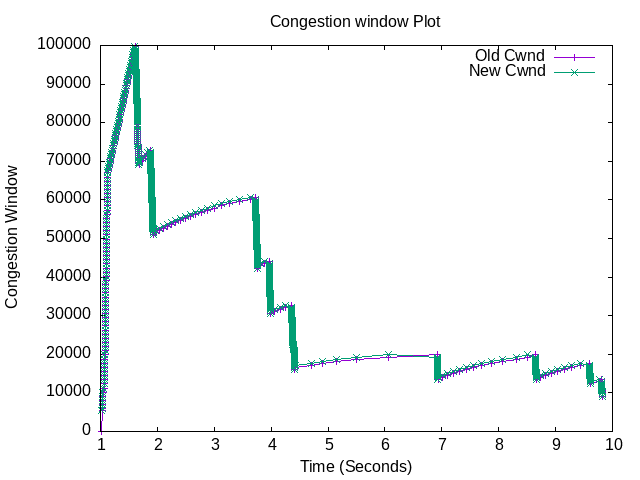 Congestion window Plot
Old Cwnd
New Cwnd
100000
90000
80000
70000
60000
50000
40000
30000
20000
10000
0
Congestion Window
1 2 3 4 5 6 7 8 9 10
Time (Seconds)